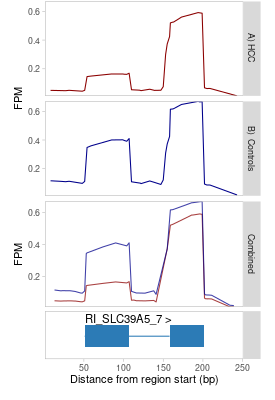 0.6
0.4
0.2
FPM
A) HCC
0.6
0.4
0.2
B) Controls
0.6
0.4
0.2
FPM
Combined
RI_SLC39A5_7 >
50 100 150 200 250
Distance from region start (bp)